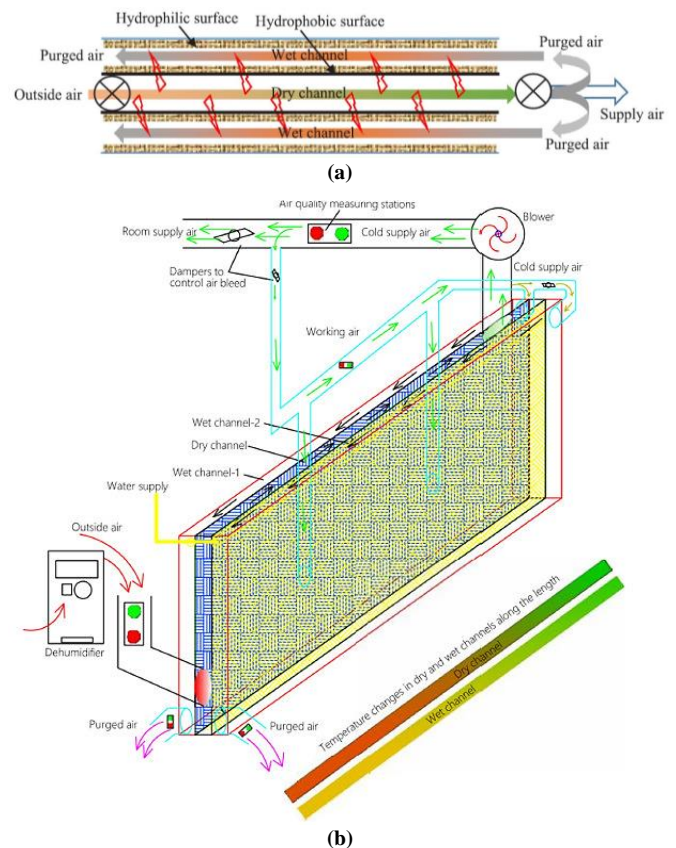 Hydrophilic surface
Hydrophobic surface
Purged air
Wet channel
Purged air
Outside air
Dry channel
Supply air
Wet channel
Purged air
(a)
Air quality measuring stations
Blower
Room supply air
Cold supply air
Dampers to
control air bleed
Cold supply air
Working air
Wet channel-2
Dry channel
Wet channel-1
Water supply
Outside air
Dehumidifier
Purged air
Purged air
Temperature changes in dry and wet channels along the length
Dry channel
Wet channel
(b)